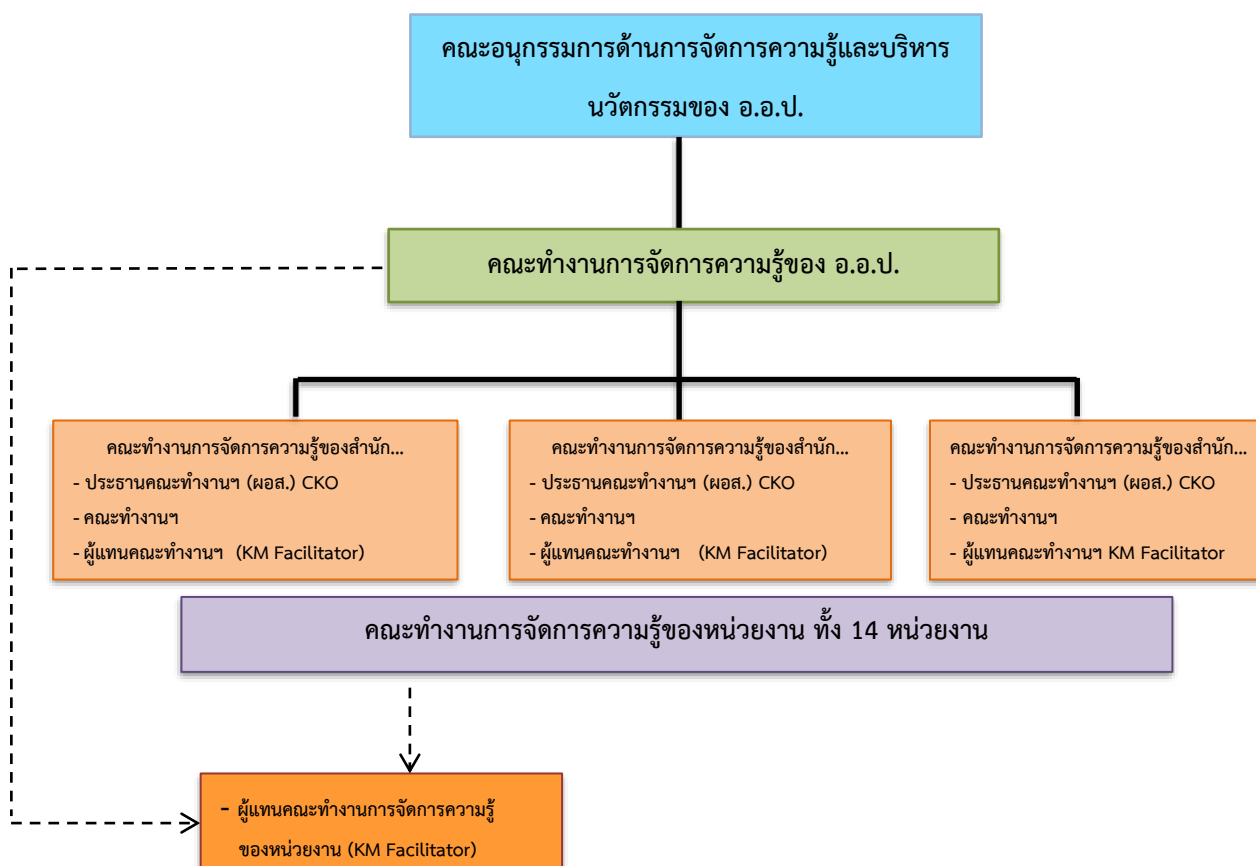 คณะอนุกรรมการด้านการจัดการความรู้และบริหาร
นวัตกรรมของ อ.อ.ป.
คณะทำงานการจัดการความรู้ของ อ.อ.ป.
คณะทำงานการจัดการความรู้ของสำนัก...
- ประธานคณะทำงานฯ (ผอส.) CKO
- คณะทำงานฯ
- ผู้แทนคณะทำงานฯ (KM Facilitator)
คณะทำงานการจัดการความรู้ของสำนัก...
- ประธานคณะทำงานฯ (ผอส.) CKO
- คณะทำงานฯ
- ผู้แทนคณะทำงานฯ (KM Facilitator)
คณะทำงานการจัดการความรู้ของสำนัก...
- ประธานคณะทำงานฯ (ผอส.) CKO
- คณะทำงานฯ
- ผู้แทนคณะทำงานฯ KM Facilitator
คณะทำงานการจัดการความรู้ของหน่วยงาน ทั้ง 14 หน่วยงาน
- ผู้แทนคณะทำงานการจัดการความรู้
ของหน่วยงาน (KM Facilitator)